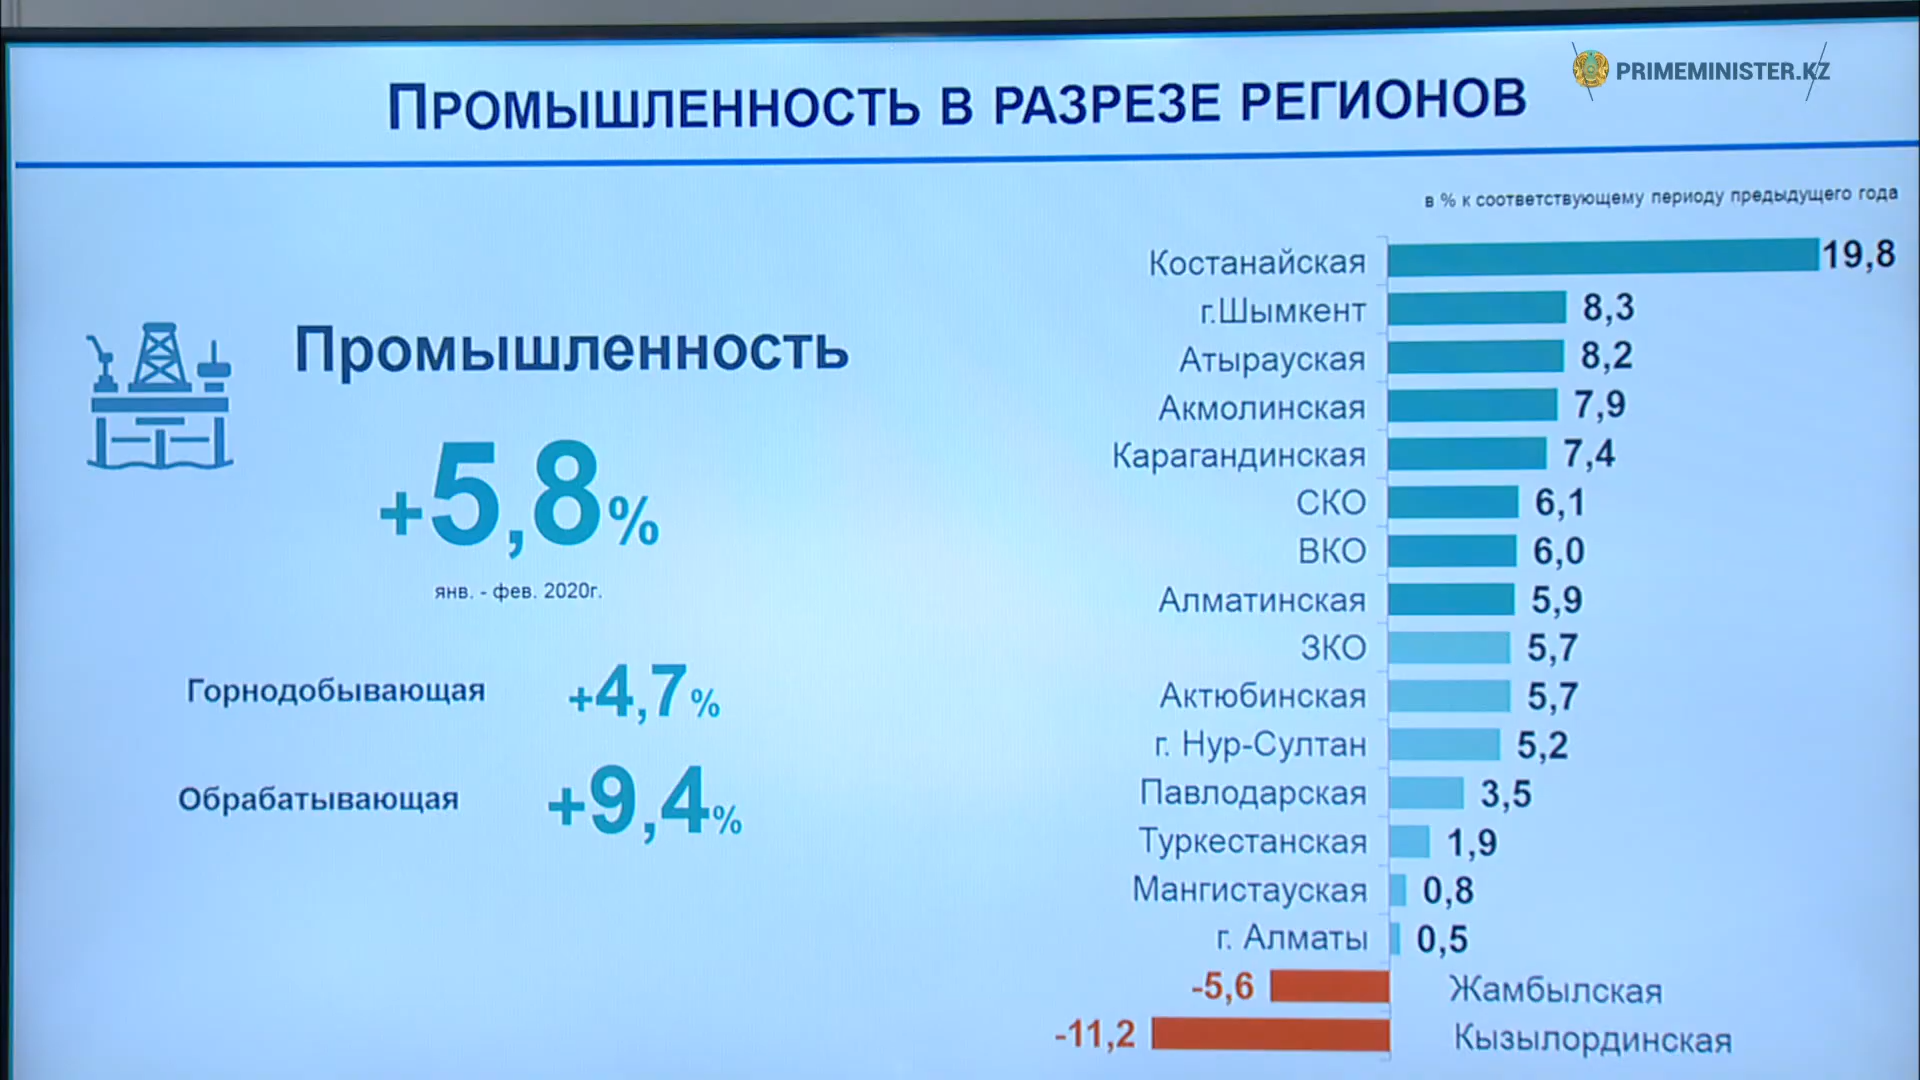 PRIMEMINISTER.KZ
ПРОМЫШЛЕННОСТЬ В РАЗРЕЗЕ РЕГИОНОВ
в % к соответствующему периоду предыдущего года
Промышленность
+5,8%
янв. - фев. 2020г.
Горнодобывающая +4,7%
Обрабатывающая +9,4%
Костанайская 19,8
г.Шымкент 8,3
Атырауская 8,2
Акмолинская 7,9
Карагандинская 7,4
СКО 6,1
ВКО 6,0
Алматинская 5,9
ЗКО 5,7
Актюбинская 5,7
г. Нур-Султан 5,2
Павлодарская 3,5
Туркестанская 1,9
Мангистауская 0,8
г. Алматы 0,5
-5,6 Жамбылская
-11,2 Кызылординская